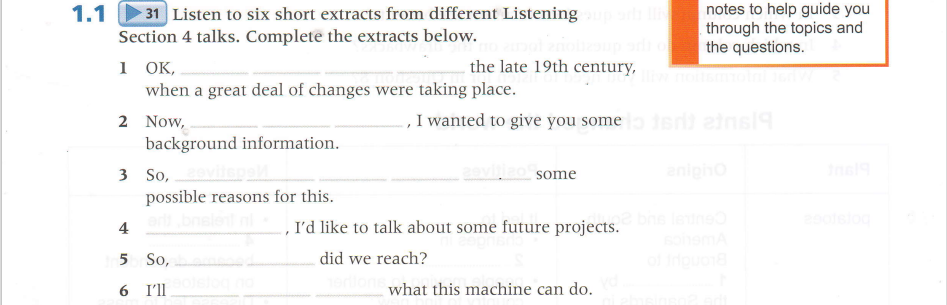 1.1 ▶ 31 Listen to six short extracts from different Listening
Section 4 talks. Complete the extracts below.
notes to help guide you
through the topics and
the questions.
1 OK, ______ ______ ______ the late 19th century,
when a great deal of changes were taking place.
2 Now, ______ ______ ______ , I wanted to give you some
background information.
3 So, ______ ______ ______ ______ some
possible reasons for this.
4 ______ , I'd like to talk about some future projects.
5 So, ______ ______ did we reach?
6 I'll ______ ______ what this machine can do.